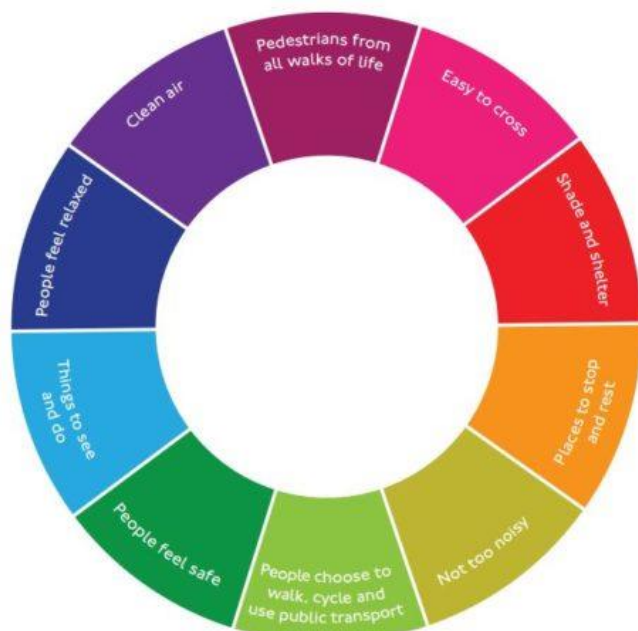 Pedestrians from
all walks of life
Easy to cross
Shade and shelter
Places to stop
and rest
Not too noisy
People choose to
walk, cycle and
use public transport
People feel safe
Things to see
and do
People feel relaxed
Clean air